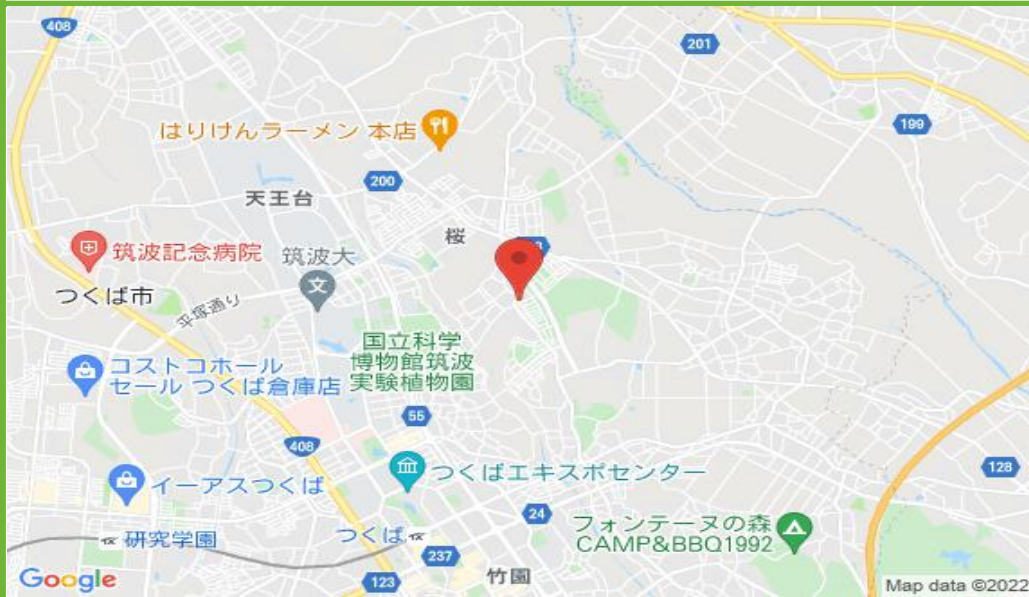 408
201
はりけんラーメン 本店
199
200
天王台
桜
筑波記念病院
筑波大
文
つくば市
平塚通り
国立科学
博物館筑波
実験植物園
コストコホール
セール つくば倉庫店
55
408
つくばエキスポセンター
128
イーアスつくば
24
フォンテーヌの森
CAMP&BBQ1992
研究学園
つくば
237
竹園
123
Google
Map data ©2022